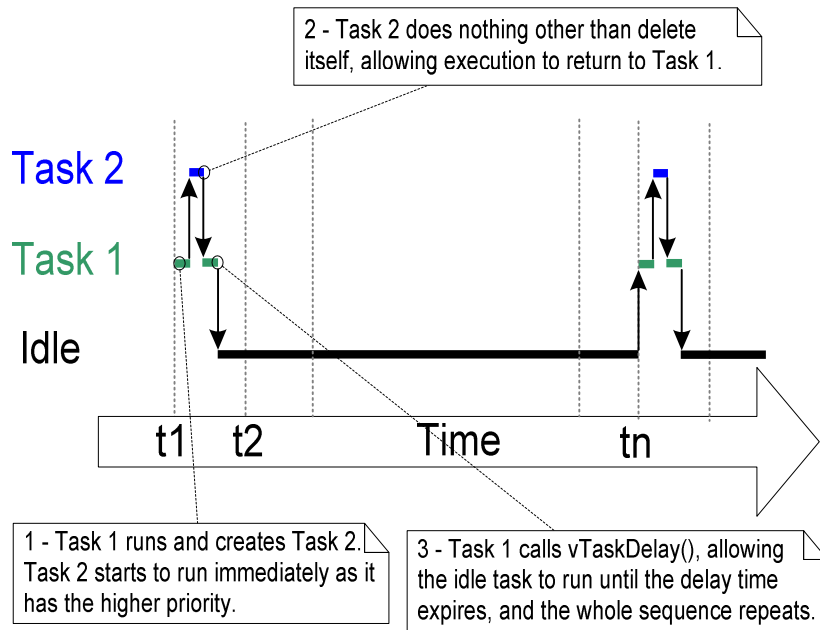 2 - Task 2 does nothing other than delete
itself, allowing execution to return to Task 1.
Task 2
Task 1
Idle
t1
t2
Time
tn
1 - Task 1 runs and creates Task 2.
Task 2 starts to run immediately as it
has the higher priority.
3 - Task 1 calls vTaskDelay(), allowing
the idle task to run until the delay time
expires, and the whole sequence repeats.